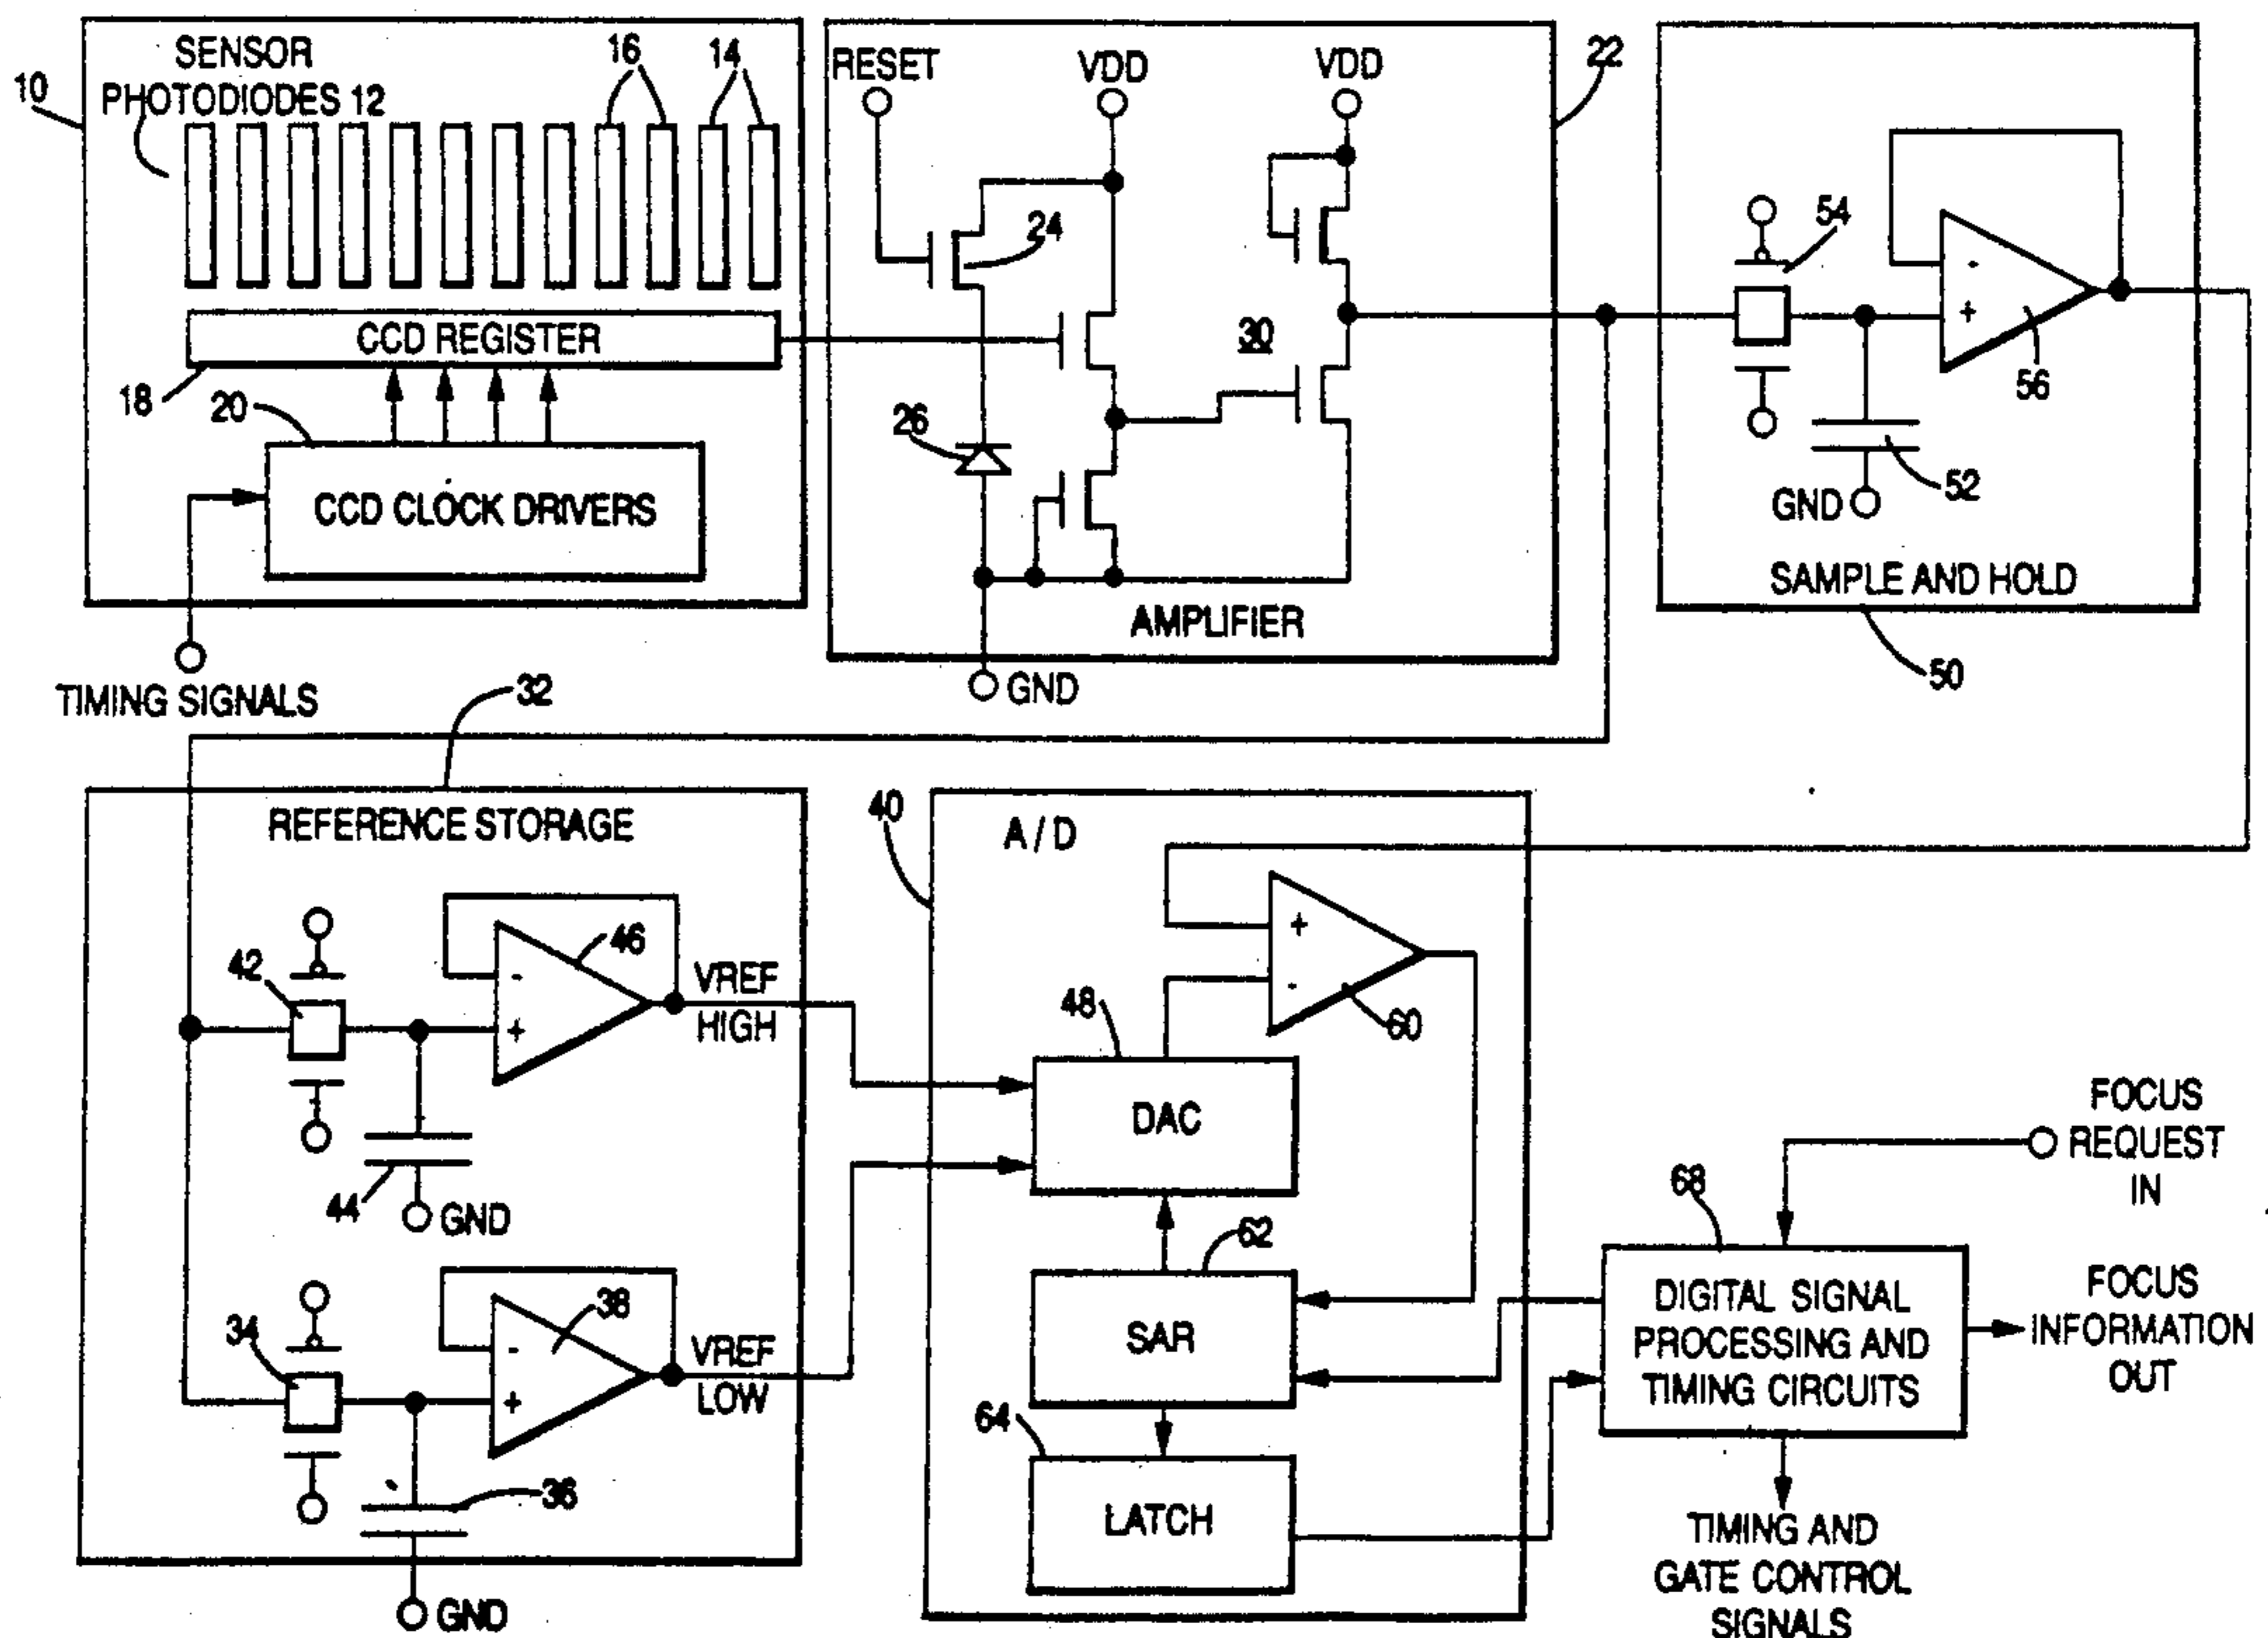 SENSOR
PHOTODIODES 12
10
16
14
CCD REGISTER
18
20
CCD CLOCK DRIVERS
TIMING SIGNALS
RESET
VDD
VDD
22
24
30
26
AMPLIFIER
GND
54
-
+
56
52
GND
SAMPLE AND HOLD
50
32
REFERENCE STORAGE
42
46
-
+
VREF
HIGH
44
GND
34
38
-
+
VREF
LOW
36
GND
40
A/D
+
-
60
48
DAC
62
SAR
64
LATCH
68
DIGITAL SIGNAL
PROCESSING AND
TIMING CIRCUITS
FOCUS
REQUEST
IN
FOCUS
INFORMATION
OUT
TIMING AND
GATE CONTROL
SIGNALS